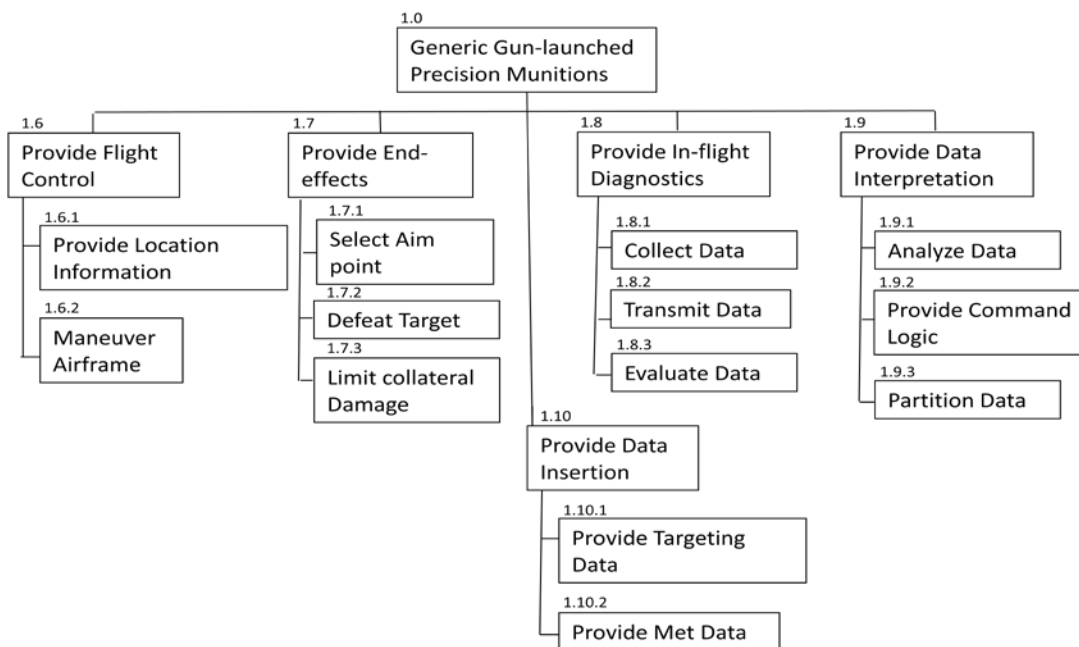 1.0
Generic Gun-launched
Precision Munitions
1.6
Provide Flight
Control
1.6.1
Provide Location
Information
1.6.2
Maneuver
Airframe
1.7
Provide End-
effects
1.7.1
Select Aim
point
1.7.2
Defeat Target
1.7.3
Limit collateral
Damage
1.8
Provide In-flight
Diagnostics
1.8.1
Collect Data
1.8.2
Transmit Data
1.8.3
Evaluate Data
1.9
Provide Data
Interpretation
1.9.1
Analyze Data
1.9.2
Provide Command
Logic
1.9.3
Partition Data
1.10
Provide Data
Insertion
1.10.1
Provide Targeting
Data
1.10.2
Provide Met Data